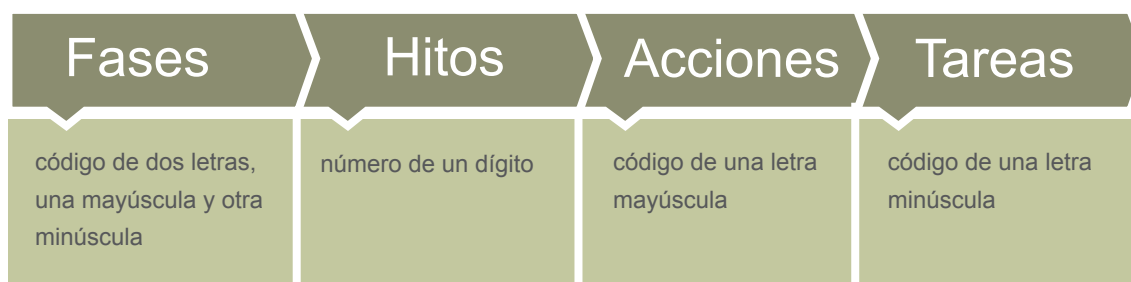 Fases
Hitos
Acciones
Tareas
código de dos letras,
una mayúscula y otra
minúscula
número de un dígito
código de una letra
mayúscula
código de una letra
minúscula